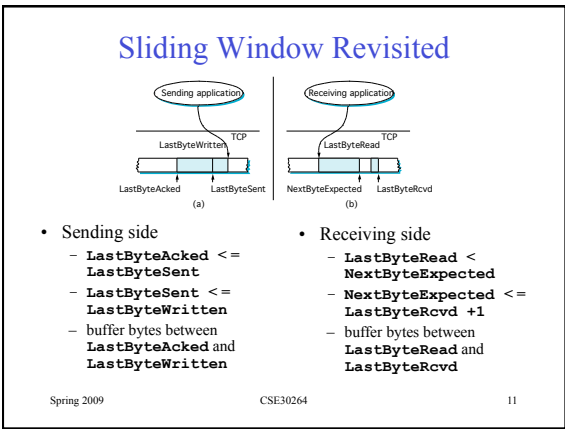 Sliding Window Revisited
Sending application
Receiving application
TCP
LastByteWritten
TCP
LastByteRead
LastByteAcked
LastByteSent
NextByteExpected
LastByteRcvd
(a)
(b)
• Sending side
– LastByteAcked <=
LastByteSent
– LastByteSent <=
LastByteWritten
– buffer bytes between
LastByteAcked and
LastByteWritten
• Receiving side
– LastByteRead <
NextByteExpected
– NextByteExpected <=
LastByteRcvd +1
– buffer bytes between
LastByteRead and
LastByteRcvd
Spring 2009
CSE30264
11